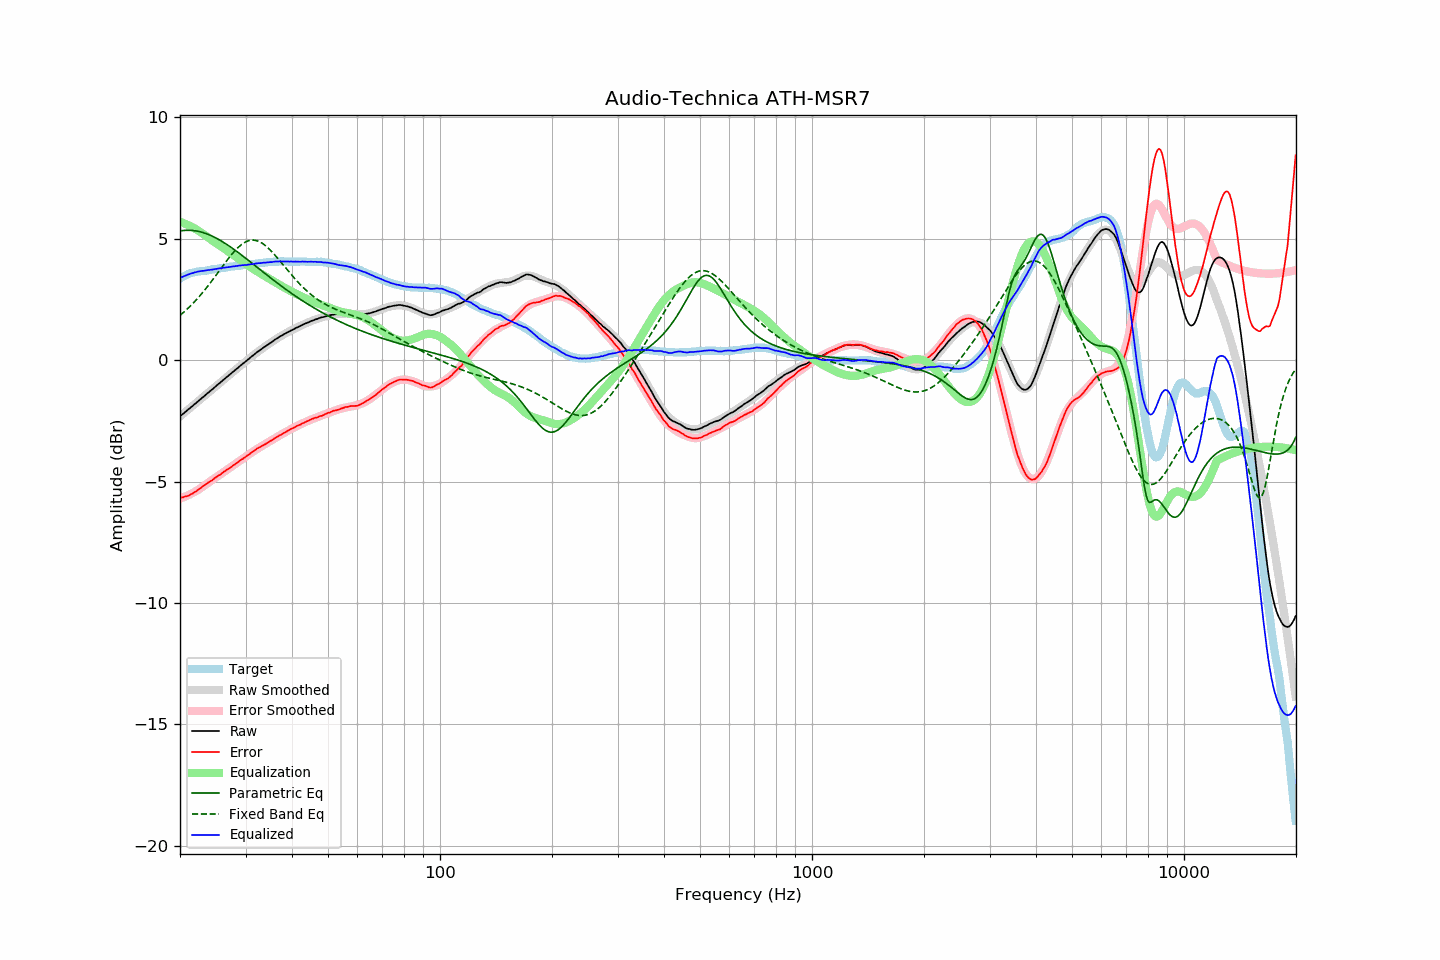 Audio-Technica ATH-MSR7
10
5
0
−5
−10
−15
−20
Amplitude (dBr)
100
1000
10000
Frequency (Hz)
Target
Raw Smoothed
Error Smoothed
Raw
Error
Equalization
Parametric Eq
Fixed Band Eq
Equalized